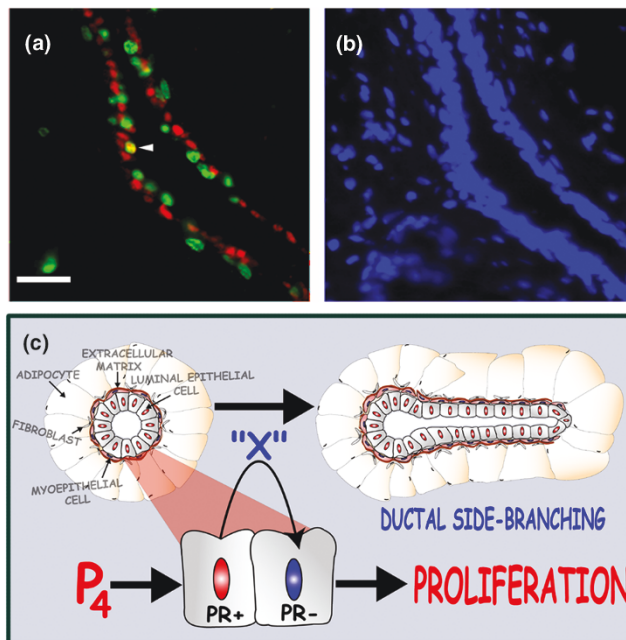 (a)
(b)
(c)
EXTRACELLULAR
MATRIX
ADIPOCYTE
LUMINAL EPITHELIAL
CELL
FIBROBLAST
MYOEPITHELIAL
CELL
"X"
DUCTAL SIDE-BRANCHING
P4
PR+
PR-
PROLIFERATION